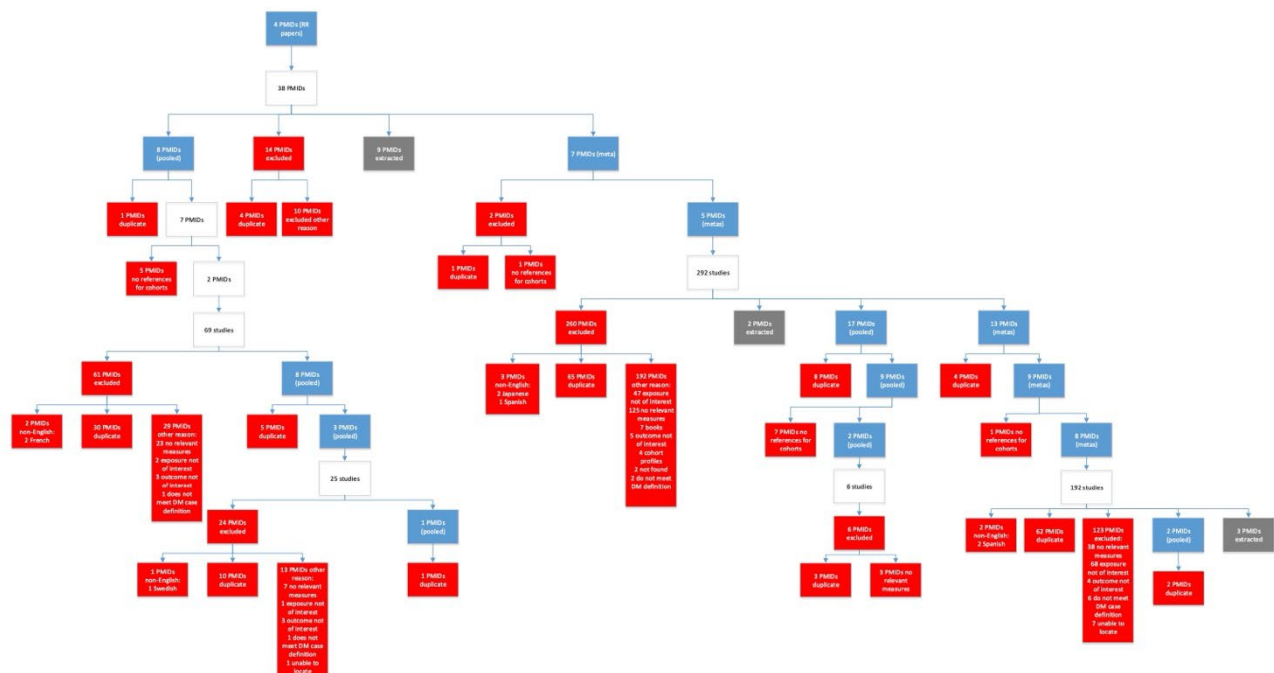 4 PMIDs (RR
papers)
38 PMIDs
8 PMIDs
(pooled)
14 PMIDs
excluded
9 PMIDs
extracted
7 PMIDs (meta)
1 PMIDs
duplicate
7 PMIDs
4 PMIDs
duplicate
10 PMIDs
excluded other
reason
2 PMIDs
excluded
5 PMIDs
(metas)
5 PMIDs
no references
for cohorts
2 PMIDs
1 PMIDs
duplicate
1 PMIDs
no references
for cohorts
292 studies
69 studies
260 PMIDs
excluded
2 PMIDs
extracted
17 PMIDs
(pooled)
13 PMIDs
(metas)
61 PMIDs
excluded
8 PMIDs
(pooled)
3 PMIDs
non-English:
2 Japanese
1 Spanish
65 PMIDs
duplicate
192 PMIDs
other reason:
47 exposure
not of interest
125 no relevant
measures
7 books
5 outcome not
of interest
4 cohort
profiles
2 not found
2 do not meet
DM definition
8 PMIDs
duplicate
9 PMIDs
(pooled)
4 PMIDs
duplicate
9 PMIDs
(metas)
2 PMIDs
non-English:
2 French
30 PMIDs
duplicate
29 PMIDs
other reason:
23 no relevant
measures
2 exposure not
of interest
3 outcome not
of interest
1 does not
meet DM case
definition
5 PMIDs
duplicate
3 PMIDs
(pooled)
7 PMIDs no
references for
cohorts
2 PMIDs
(pooled)
1 PMIDs no
references for
cohorts
8 PMIDs
(metas)
25 studies
6 studies
192 studies
24 PMIDs
excluded
1 PMIDs
(pooled)
6 PMIDs
excluded
2 PMIDs
non-English:
2 Spanish
62 PMIDs
duplicate
123 PMIDs
excluded:
38 no relevant
measures
68 exposure
not of interest
4 outcome not
of interest
6 do not meet
DM case
definition
7 unable to
locate
2 PMIDs
(pooled)
3 PMIDs
extracted
1 PMIDs
non-English:
1 Swedish
10 PMIDs
duplicate
13 PMIDs other
reason:
7 no relevant
measures
1 exposure not
of interest
3 outcome not
of interest
1 does not
meet DM case
definition
1 unable to
locate
1 PMIDs
duplicate
3 PMIDs
duplicate
3 PMIDs no
relevant
measures
2 PMIDs
duplicate